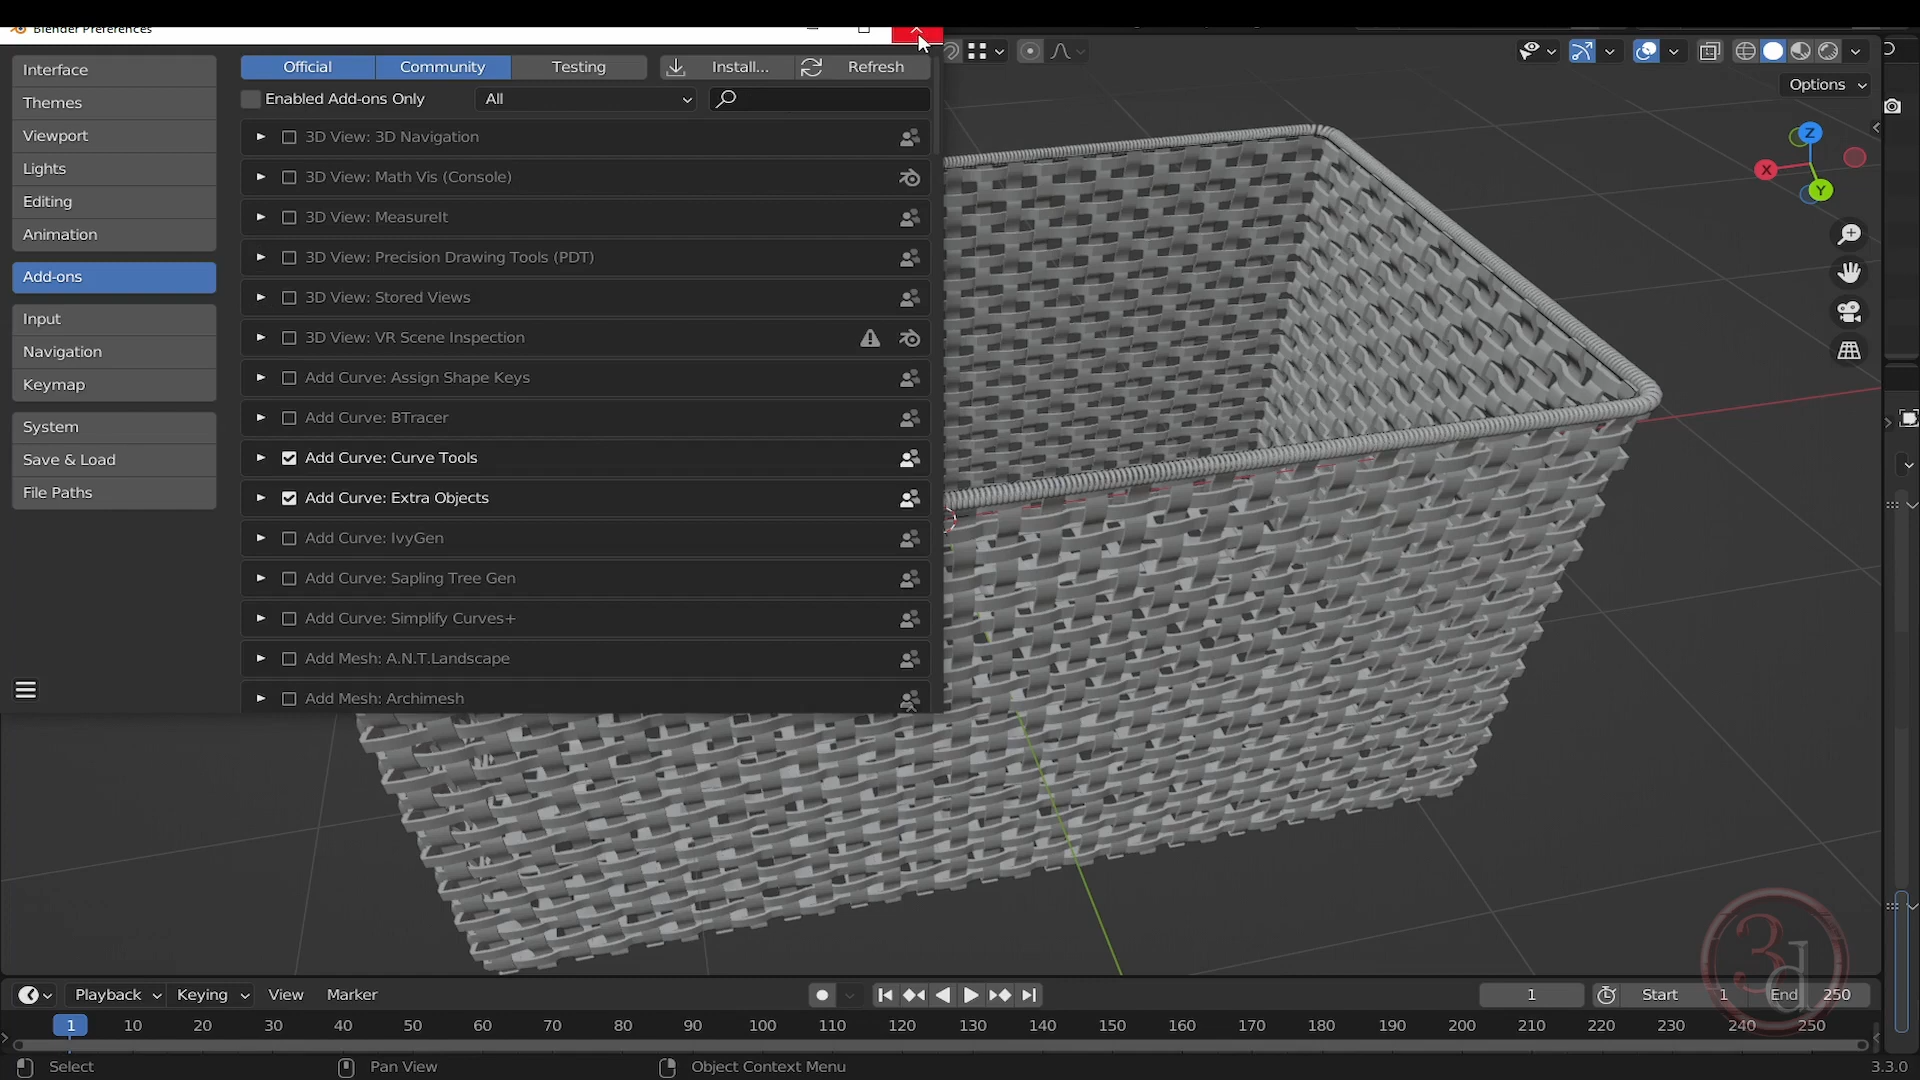 Blender Preferences
Interface
Themes
Viewport
Lights
Editing
Animation
Add-ons
Input
Navigation
Keymap
System
Save & Load
File Paths
Official Community Testing Install... Refresh
Enabled Add-ons Only All
3D View: 3D Navigation
3D View: Math Vis (Console)
3D View: MeasureIt
3D View: Precision Drawing Tools (PDT)
3D View: Stored Views
3D View: VR Scene Inspection
Add Curve: Assign Shape Keys
Add Curve: BTracer
Add Curve: Curve Tools
Add Curve: Extra Objects
Add Curve: IvyGen
Add Curve: Sapling Tree Gen
Add Curve: Simplify Curves+
Add Mesh: A.N.T.Landscape
Add Mesh: Archimesh
Options
Z
X
Y
3d
Playback Keying View Marker 1 Start 1 End 250
1 10 20 30 40 50 60 70 80 90 100 110 120 130 140 150 160 170 180 190 200 210 220 230 240 250
Select Pan View Object Context Menu 3.3.0